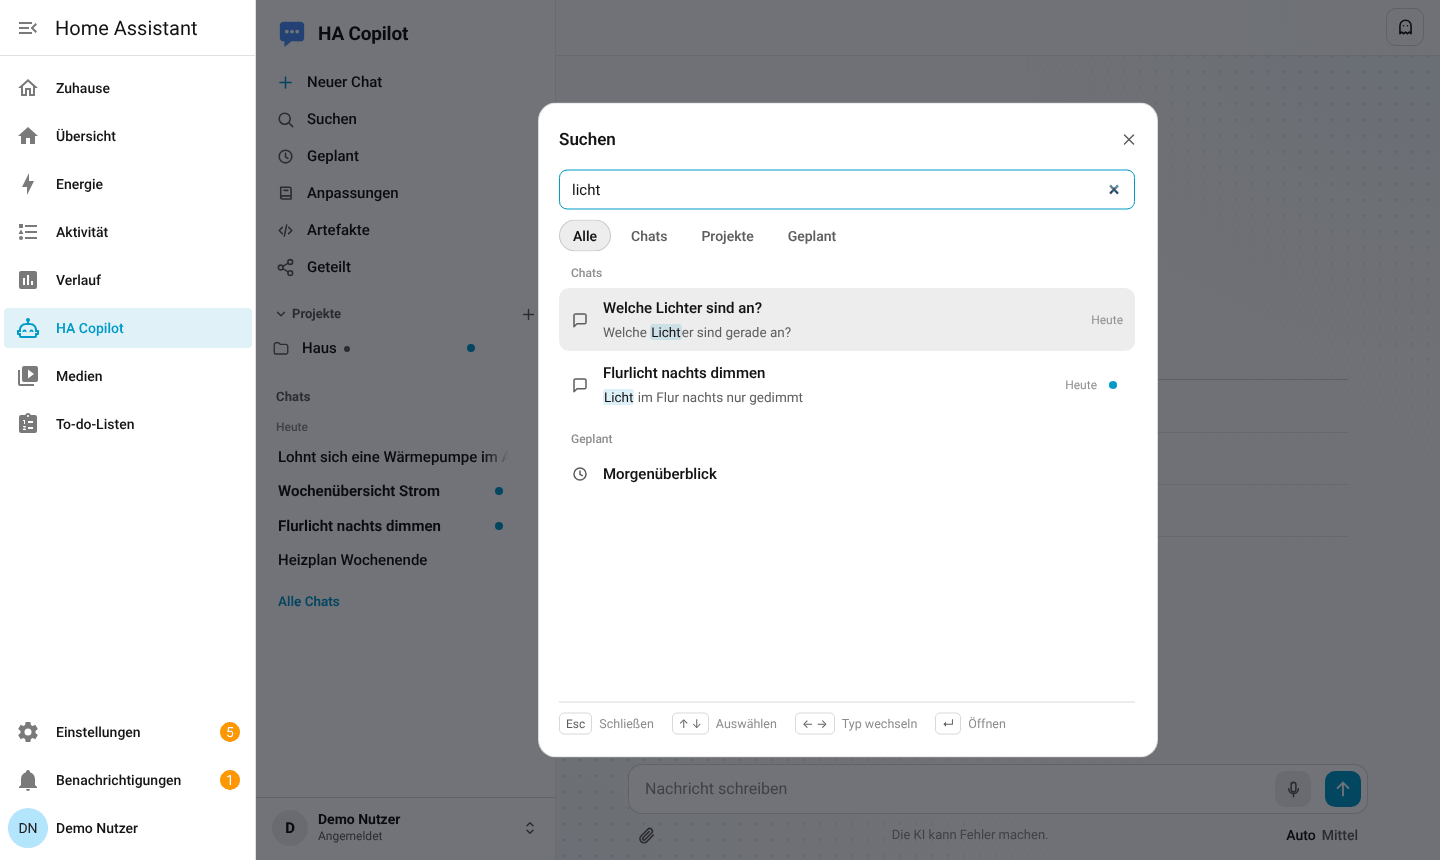 Home Assistant
Zuhause
Übersicht
Energie
Aktivität
Verlauf
HA Copilot
Medien
To-do-Listen
Einstellungen 5
Benachrichtigungen 1
DN Demo Nutzer
HA Copilot
Neuer Chat
Suchen
Geplant
Anpassungen
Artefakte
Geteilt
Projekte
Haus
Chats
Heute
Lohnt sich eine Wärmepumpe im A
Wochenübersicht Strom
Flurlicht nachts dimmen
Heizplan Wochenende
Alle Chats
D Demo Nutzer
Angemeldet
Suchen
licht
Alle Chats Projekte Geplant
Chats
Welche Lichter sind an?
Welche Lichter sind gerade an?
Heute
Flurlicht nachts dimmen
Licht im Flur nachts nur gedimmt
Heute
Geplant
Morgenüberblick
Esc Schließen ↑ ↓ Auswählen ← → Typ wechseln ↵ Öffnen
Nachricht schreiben
Die KI kann Fehler machen.
Auto Mittel